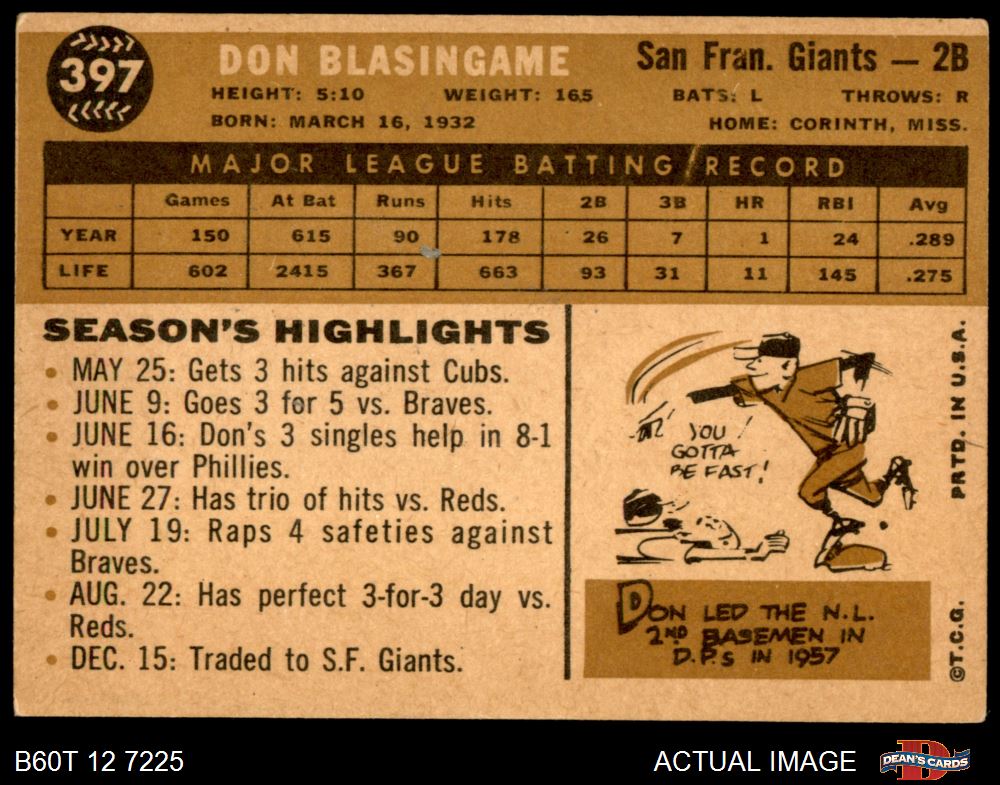 397
DON BLASINGAME
San Fran. Giants — 2B
HEIGHT: 5:10 WEIGHT: 165 BATS: L THROWS: R
BORN: MARCH 16, 1932 HOME: CORINTH, MISS.
MAJOR LEAGUE BATTING RECORD
Games At Bat Runs Hits 2B 3B HR RBI Avg
YEAR 150 615 90 178 26 7 1 24 .289
LIFE 602 2415 367 663 93 31 11 145 .275
SEASON'S HIGHLIGHTS
• MAY 25: Gets 3 hits against Cubs.
• JUNE 9: Goes 3 for 5 vs. Braves.
• JUNE 16: Don's 3 singles help in 8-1
win over Phillies.
• JUNE 27: Has trio of hits vs. Reds.
• JULY 19: Raps 4 safeties against
Braves.
• AUG. 22: Has perfect 3-for-3 day vs.
Reds.
• DEC. 15: Traded to S.F. Giants.
YOU
GOTTA
BE FAST!
DON LED THE N.L.
2ND BASEMEN IN
D.P.s IN 1957
©T.C.G. PRTD. IN U.S.A.
B60T 12 7225
ACTUAL IMAGE
D
DEAN'S CARDS